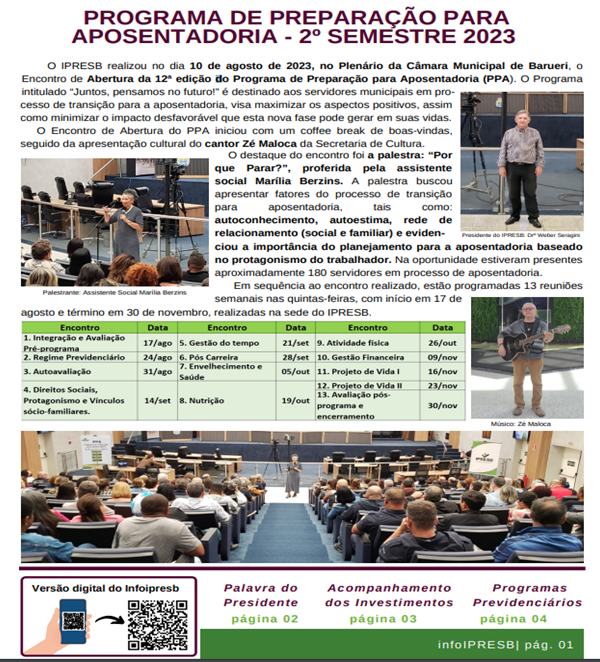 PROGRAMA DE PREPARAÇÃO PARA
APOSENTADORIA - 2º SEMESTRE 2023
O IPRESB realizou no dia 10 de agosto de 2023, no Plenário da Câmara Municipal de Barueri, o
Encontro de Abertura da 12ª edição do Programa de Preparação para Aposentadoria (PPA). O Programa
intitulado "Juntos, pensamos no futuro!" é destinado aos servidores municipais em pro-
cesso de transição para a aposentadoria, visa maximizar os aspectos positivos, assim
como minimizar o impacto desfavorável que esta nova fase pode gerar em suas vidas.
O Encontro de Abertura do PPA iniciou com um coffee break de boas-vindas,
seguido da apresentação cultural do cantor Zé Maloca da Secretaria de Cultura.
O destaque do encontro foi a palestra: "Por
que Parar?", proferida pela assistente
social Marília Berzins. A palestra buscou
apresentar fatores do processo de transição
para aposentadoria, tais como:
autoconhecimento, autoestima, rede de
relacionamento (social e familiar) e eviden-
ciou a importância do planejamento para a aposentadoria baseado
no protagonismo do trabalhador. Na oportunidade estiveram presentes
aproximadamente 180 servidores em processo de aposentadoria.
Presidente do IPRESB: Drº Weber Seragini
Palestrante: Assistente Social Marília Berzins
Em sequência ao encontro realizado, estão programadas 13 reuniões
semanais nas quintas-feiras, com início em 17 de
agosto e término em 30 de novembro, realizadas na sede do IPRESB.
Encontro Data Encontro Data Encontro Data
1. Integração e Avaliação
Pré-programa 17/ago 5. Gestão do tempo 21/set 9. Atividade física 26/out
2. Regime Previdenciário 24/ago 6. Pós Carreira 28/set 10. Gestão Financeira 09/nov
3. Autoavaliação 31/ago 7. Envelhecimento e
Saúde 05/out 11. Projeto de Vida I 16/nov
4. Direitos Sociais,
Protagonismo e Vínculos
sócio-familiares. 14/set 8. Nutrição 19/out 12. Projeto de Vida II 23/nov
13. Avaliação pós-
programa e
encerramento 30/nov
Músico: Zé Maloca
IPRESB
Versão digital do Infoipresb
Palavra do
Presidente
página 02
Acompanhamento
dos Investimentos
página 03
Programas
Previdenciários
página 04
infoIPRESB| pág. 01